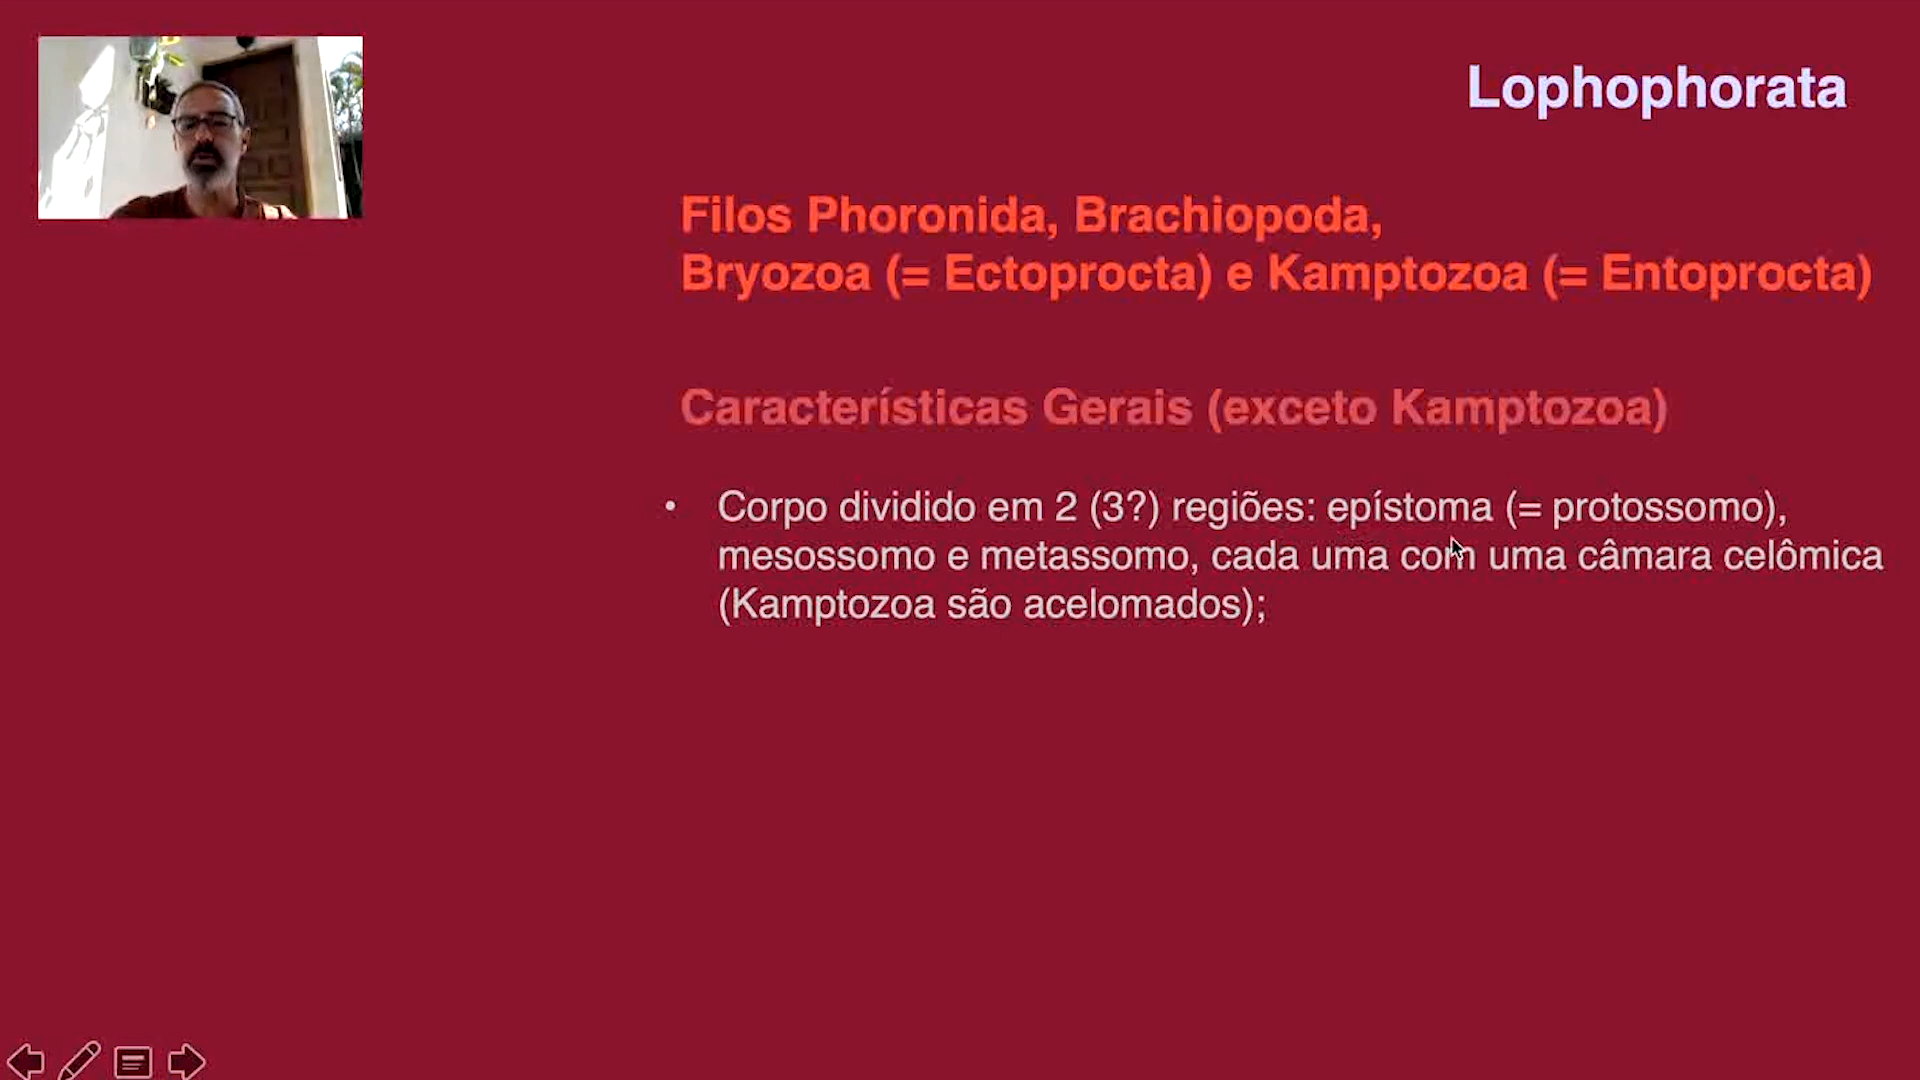 Lophophorata
Filos Phoronida, Brachiopoda,
Bryozoa (= Ectoprocta) e Kamptozoa (= Entoprocta)
Características Gerais (exceto Kamptozoa)
• Corpo dividido em 2 (3?) regiões: epístoma (= protossomo),
mesossomo e metassomo, cada uma com uma câmara celômica
(Kamptozoa são acelomados);